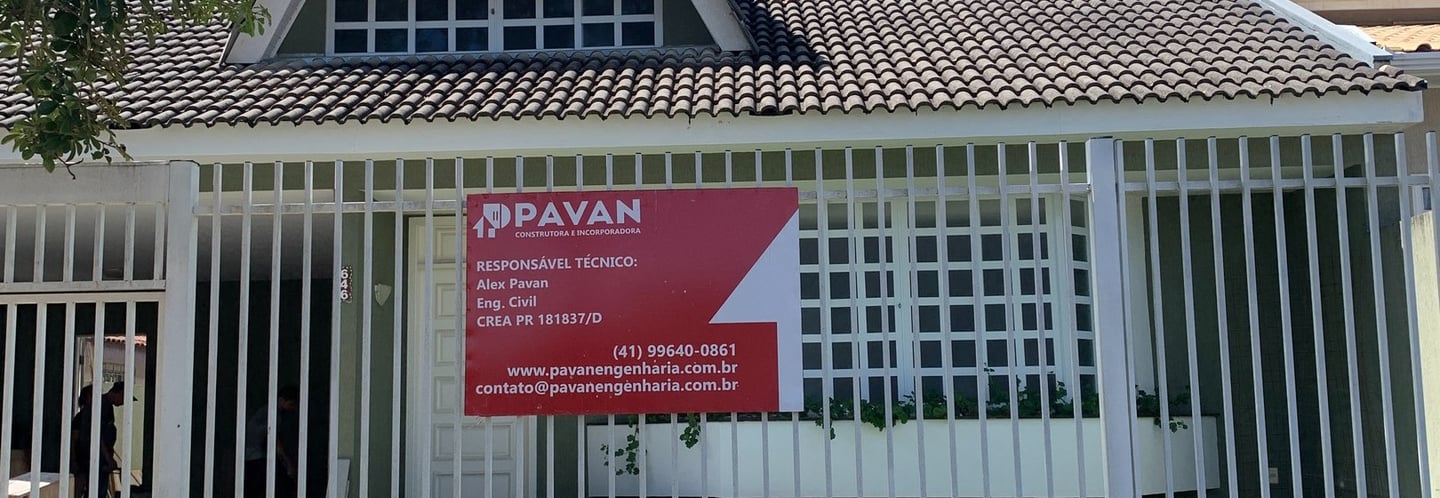 PAVAN
CONSTRUTORA E INCORPORADORA
RESPONSÁVEL TÉCNICO:
Alex Pavan
Eng. Civil
CREA PR 181837/D
(41) 99640-0861
www.pavanengenharia.com.br
contato@pavanengenharia.com.br
646